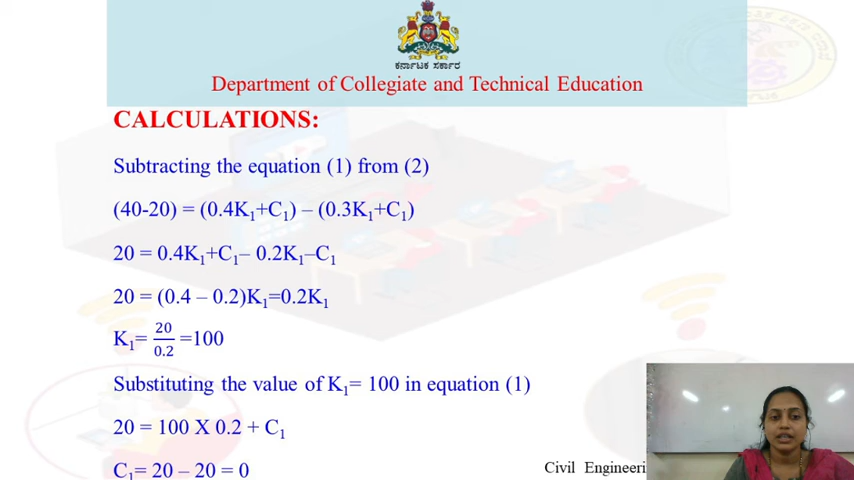 ಕರ್ನಾಟಕ ಸರ್ಕಾರ
Department of Collegiate and Technical Education
CALCULATIONS:
Subtracting the equation (1) from (2)
(40-20) = (0.4K₁+C₁) – (0.3K₁+C₁)
20 = 0.4K₁+C₁– 0.2K₁–C₁
20 = (0.4 – 0.2)K₁=0.2K₁
K₁= 20/0.2 =100
Substituting the value of K₁= 100 in equation (1)
20 = 100 X 0.2 + C₁
C₁= 20 – 20 = 0
Civil Engineeri